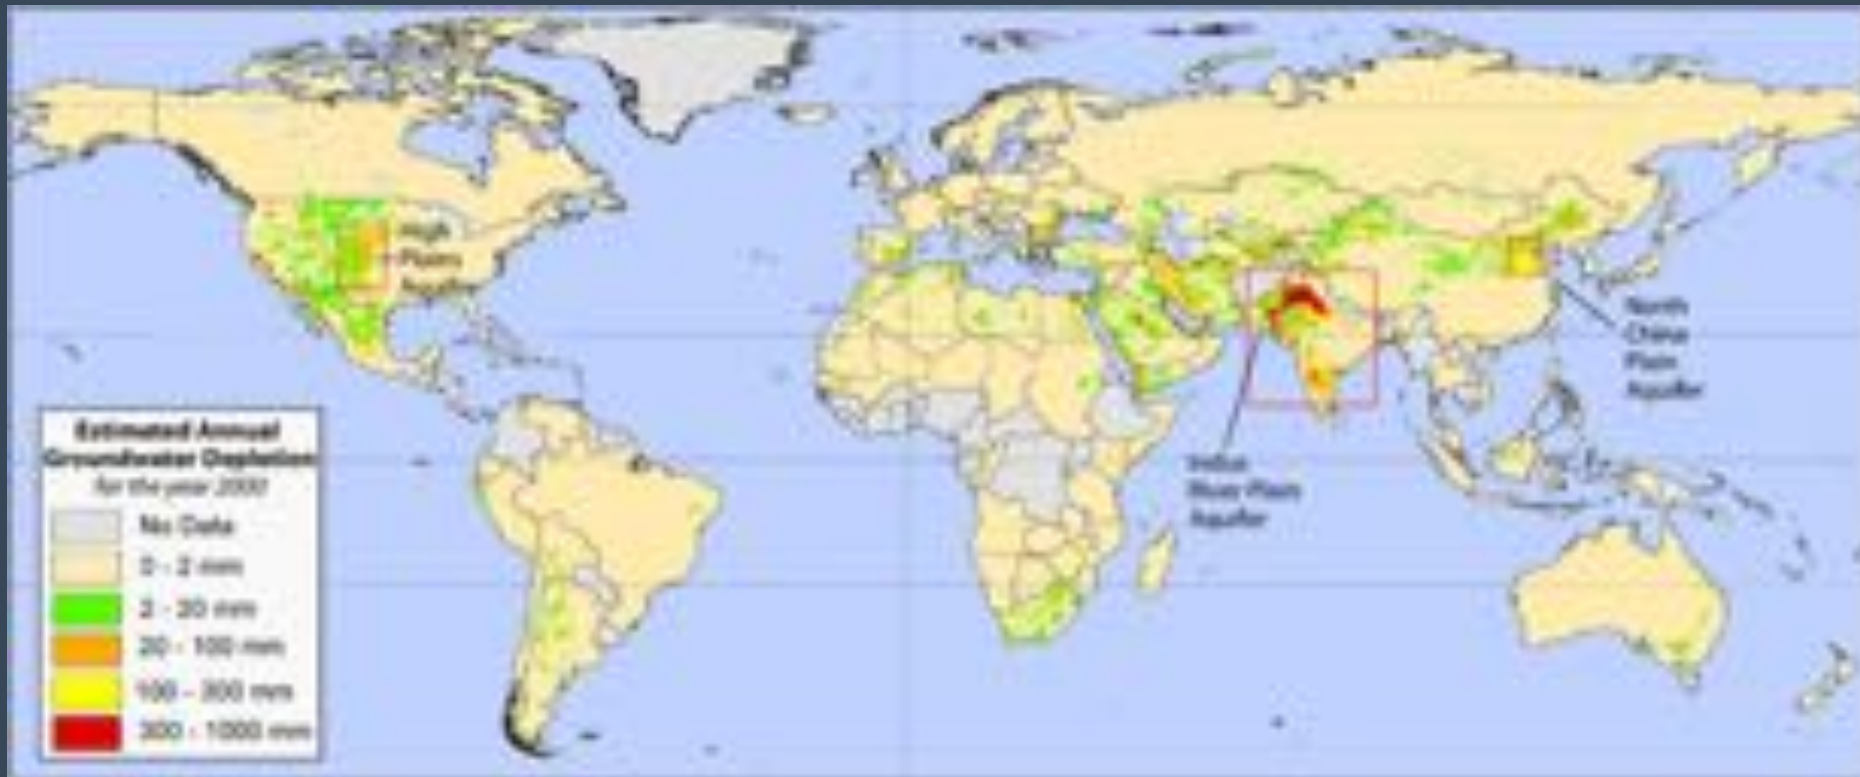 High
Plains
Aquifer
North
China
Plain
Aquifer
Indus
River Plain
Aquifer
Estimated Annual
Groundwater Depletion
for the year 2000
No Data
0 - 2 mm
2 - 20 mm
20 - 100 mm
100 - 300 mm
300 - 1000 mm